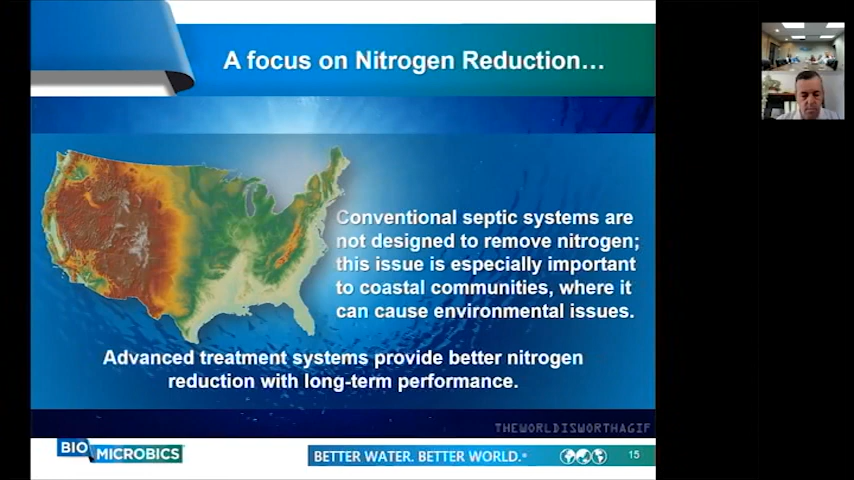 A focus on Nitrogen Reduction...
Conventional septic systems are
not designed to remove nitrogen;
this issue is especially important
to coastal communities, where it
can cause environmental issues.
Advanced treatment systems provide better nitrogen
reduction with long-term performance.
THEWORLDISWORTHAGIF
BIO MICROBICS
BETTER WATER. BETTER WORLD.®
15